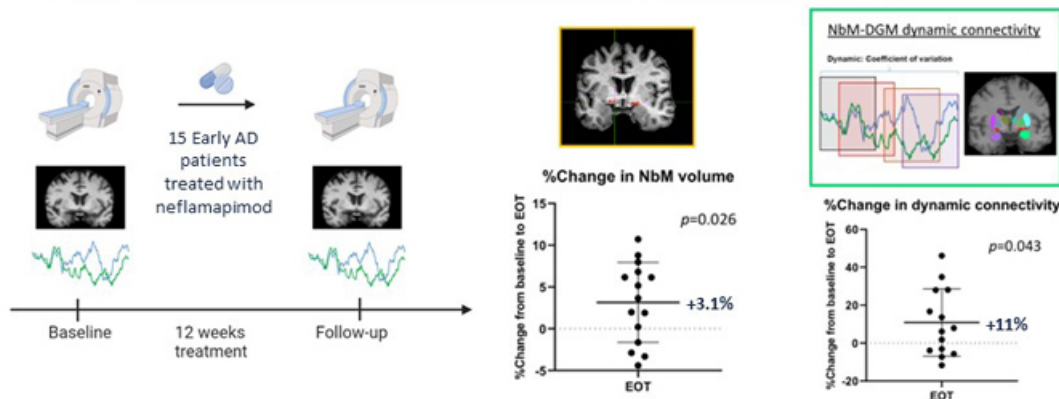 15 Early AD
patients
treated with
neflamapimod
Baseline
12 weeks
treatment
Follow-up
%Change in NbM volume
%Change from baseline to EOT
15
10
5
0
-5
p=0.026
+3.1%
EOT
NbM-DGM dynamic connectivity
Dynamic: Coefficient of variation
%Change in dynamic connectivity
%Change from baseline to EOT
60
40
20
0
-20
p=0.043
+11%
EOT